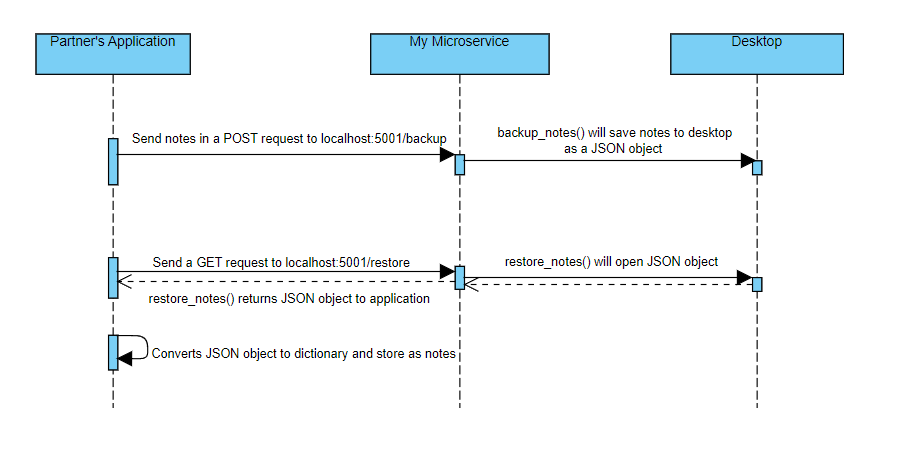 Partner's Application
My Microservice
Desktop
Send notes in a POST request to localhost:5001/backup
backup_notes() will save notes to desktop
as a JSON object
Send a GET request to localhost:5001/restore
restore_notes() will open JSON object
restore_notes() returns JSON object to application
Converts JSON object to dictionary and store as notes